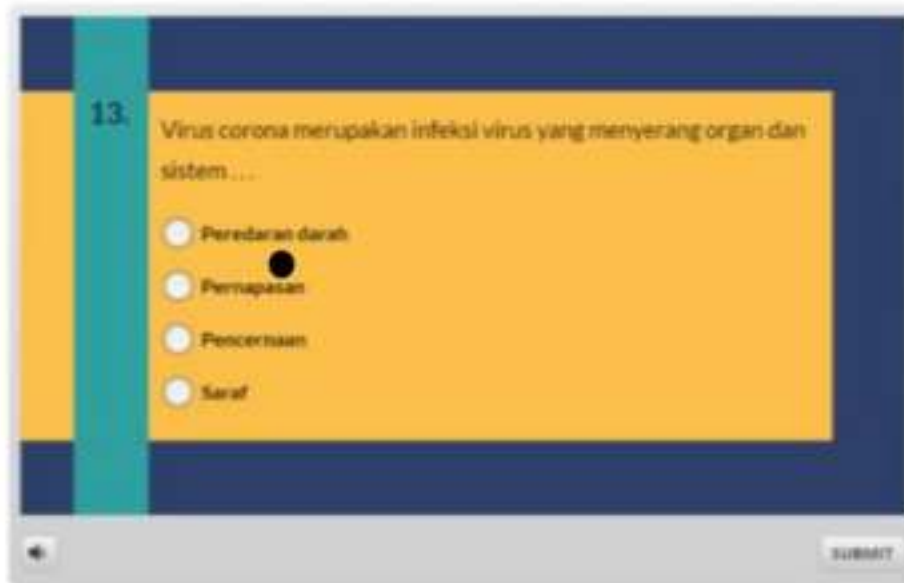 13.
Virus corona merupakan infeksi virus yang menyerang organ dan
sistem ...
Peredaran darah
Pernapasan
Pencernaan
Saraf
SUBMIT